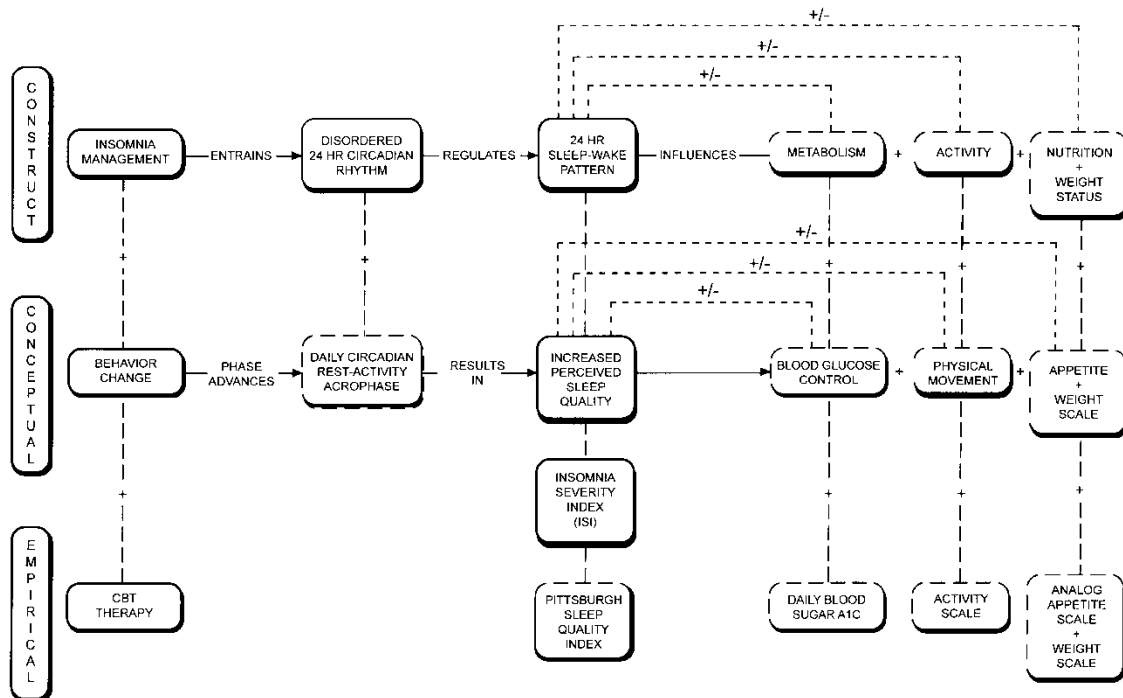 +/-
+/-
+/-
CONSTRUCT
INSOMNIA
MANAGEMENT
ENTRAINS
DISORDERED
24 HR CIRCADIAN
RHYTHM
REGULATES
24 HR
SLEEP-WAKE
PATTERN
INFLUENCES
METABOLISM
+
ACTIVITY
+
NUTRITION
+
WEIGHT
STATUS
+
+
+
+
+
+/-
+/-
+/-
CONCEPTUAL
BEHAVIOR
CHANGE
PHASE
ADVANCES
DAILY CIRCADIAN
REST-ACTIVITY
ACROPHASE
RESULTS
IN
INCREASED
PERCEIVED
SLEEP
QUALITY
BLOOD GLUCOSE
CONTROL
+
PHYSICAL
MOVEMENT
+
APPETITE
+
WEIGHT
SCALE
+
INSOMNIA
SEVERITY
INDEX
(ISI)
+
+
+
EMPIRICAL
CBT
THERAPY
PITTSBURGH
SLEEP
QUALITY
INDEX
DAILY BLOOD
SUGAR A1C
ACTIVITY
SCALE
ANALOG
APPETITE
SCALE
+
WEIGHT
SCALE